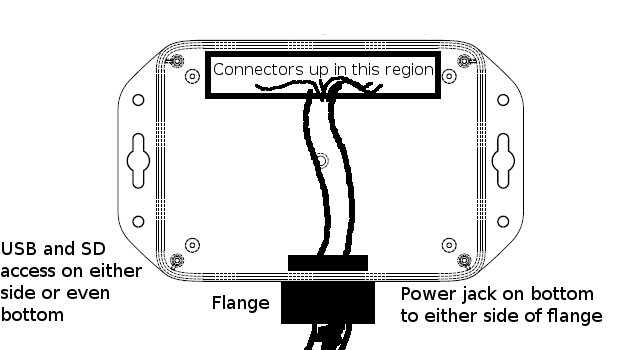 Connectors up in this region
USB and SD
access on either
side or even
bottom
Flange
Power jack on bottom
to either side of flange